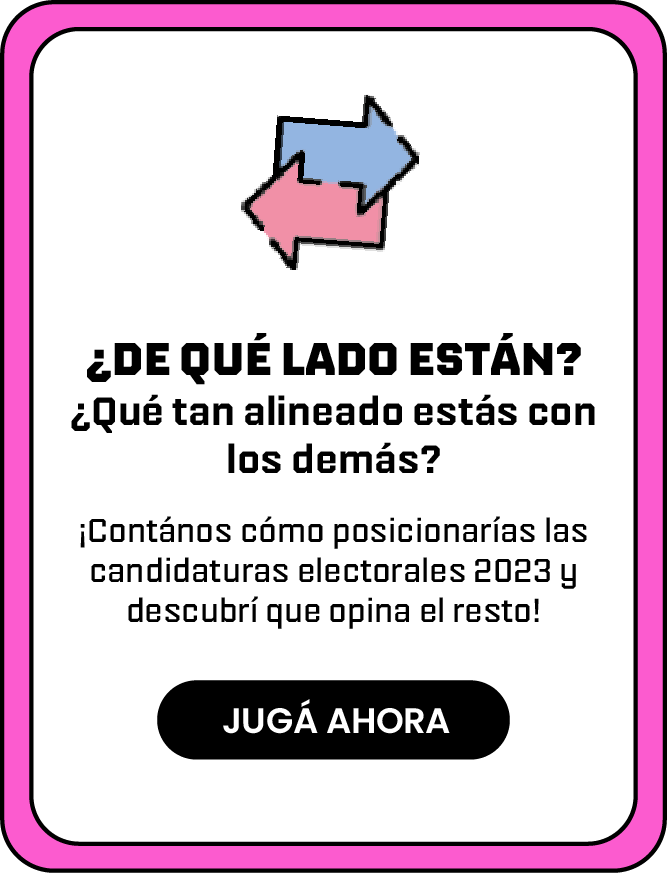 ¿DE QUÉ LADO ESTÁN?
¿Qué tan alineado estás con
los demás?
¡Contános cómo posicionarías las
candidaturas electorales 2023 y
descubrí que opina el resto!
JUGÁ AHORA